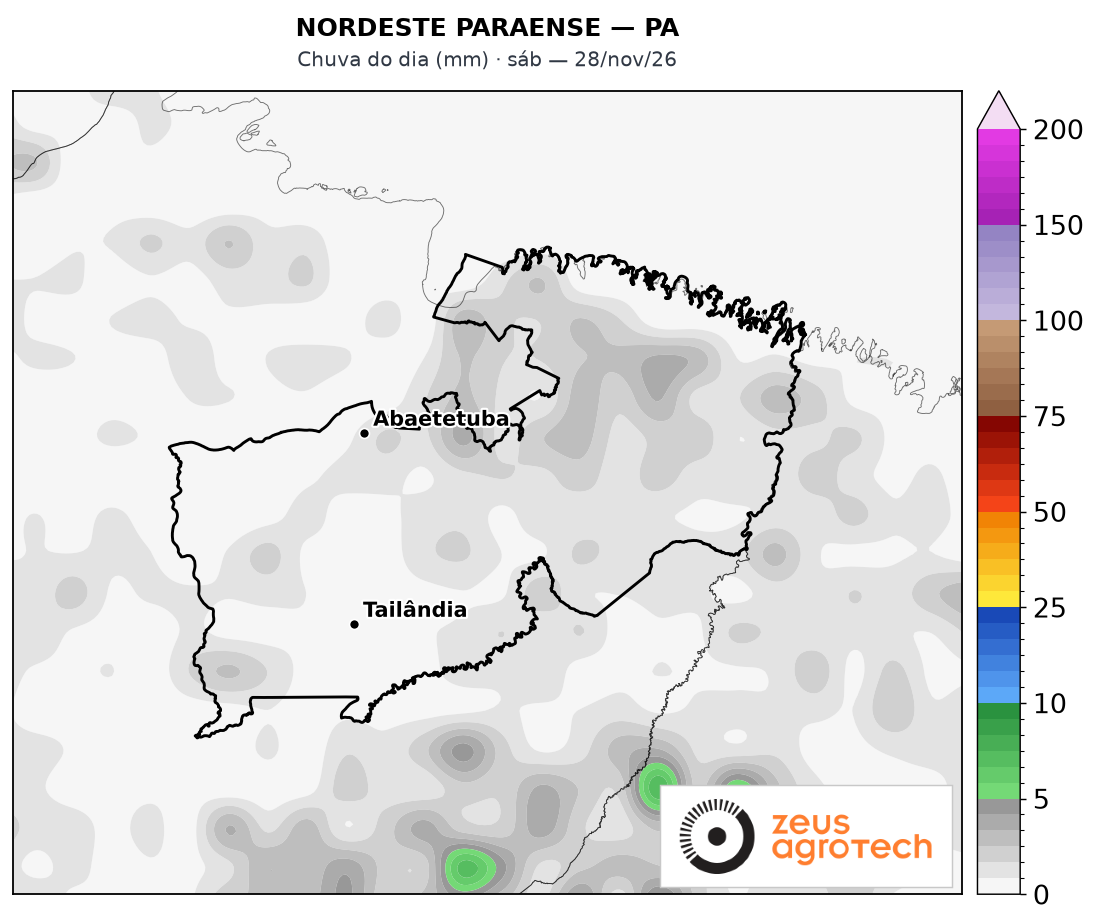 NORDESTE PARAENSE — PA
Chuva do dia (mm) · sáb — 28/nov/26
200
150
100
75
50
25
10
5
0
Abaetetuba
Tailândia
zeus
agrotech